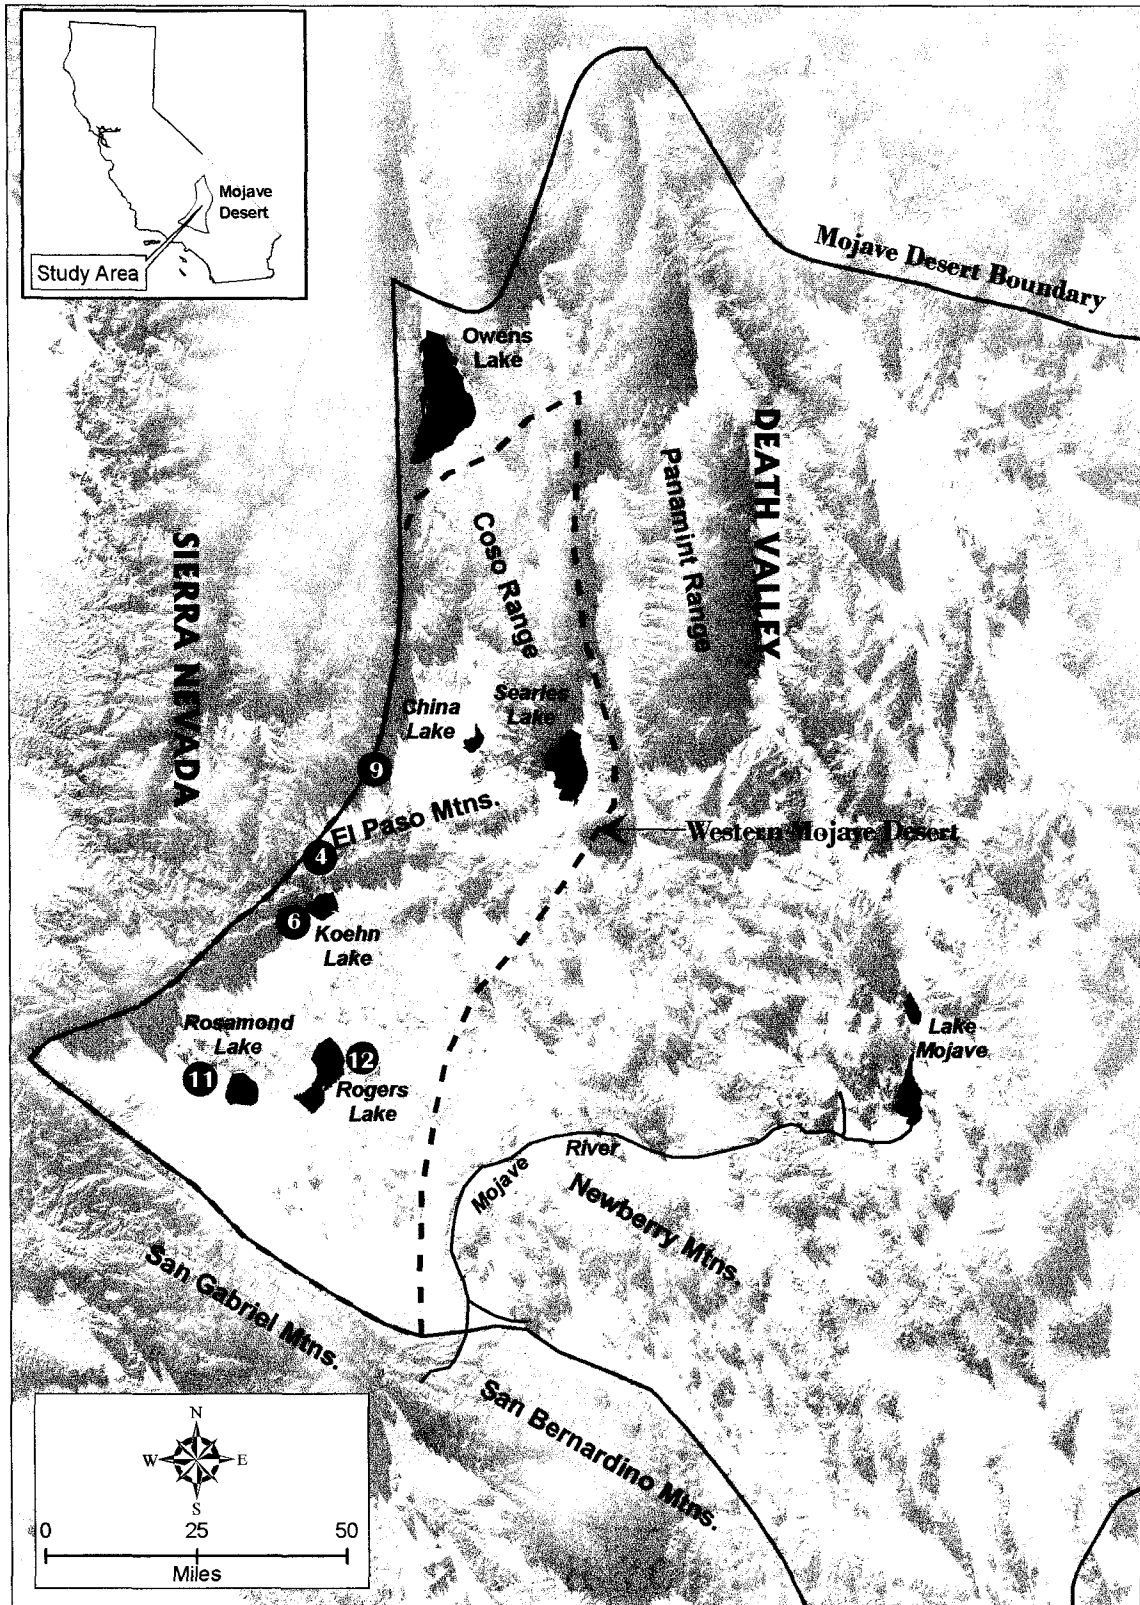 Mojave
Desert
Study Area
Mojave Desert Boundary
Owens
Lake
DEATH VALLEY
Panamint Range
Coso Range
SIERRA NEVADA
China
Lake
Searles
Lake
9
El Paso Mtns.
4
Western Mojave Desert
6
Koehn
Lake
Rosamond
Lake
11
12
Rogers
Lake
Lake
Mojave
Mojave
River
Newberry Mtns.
San Gabriel Mtns.
San Bernardino Mtns.
N
W
E
S
0
25
50
Miles